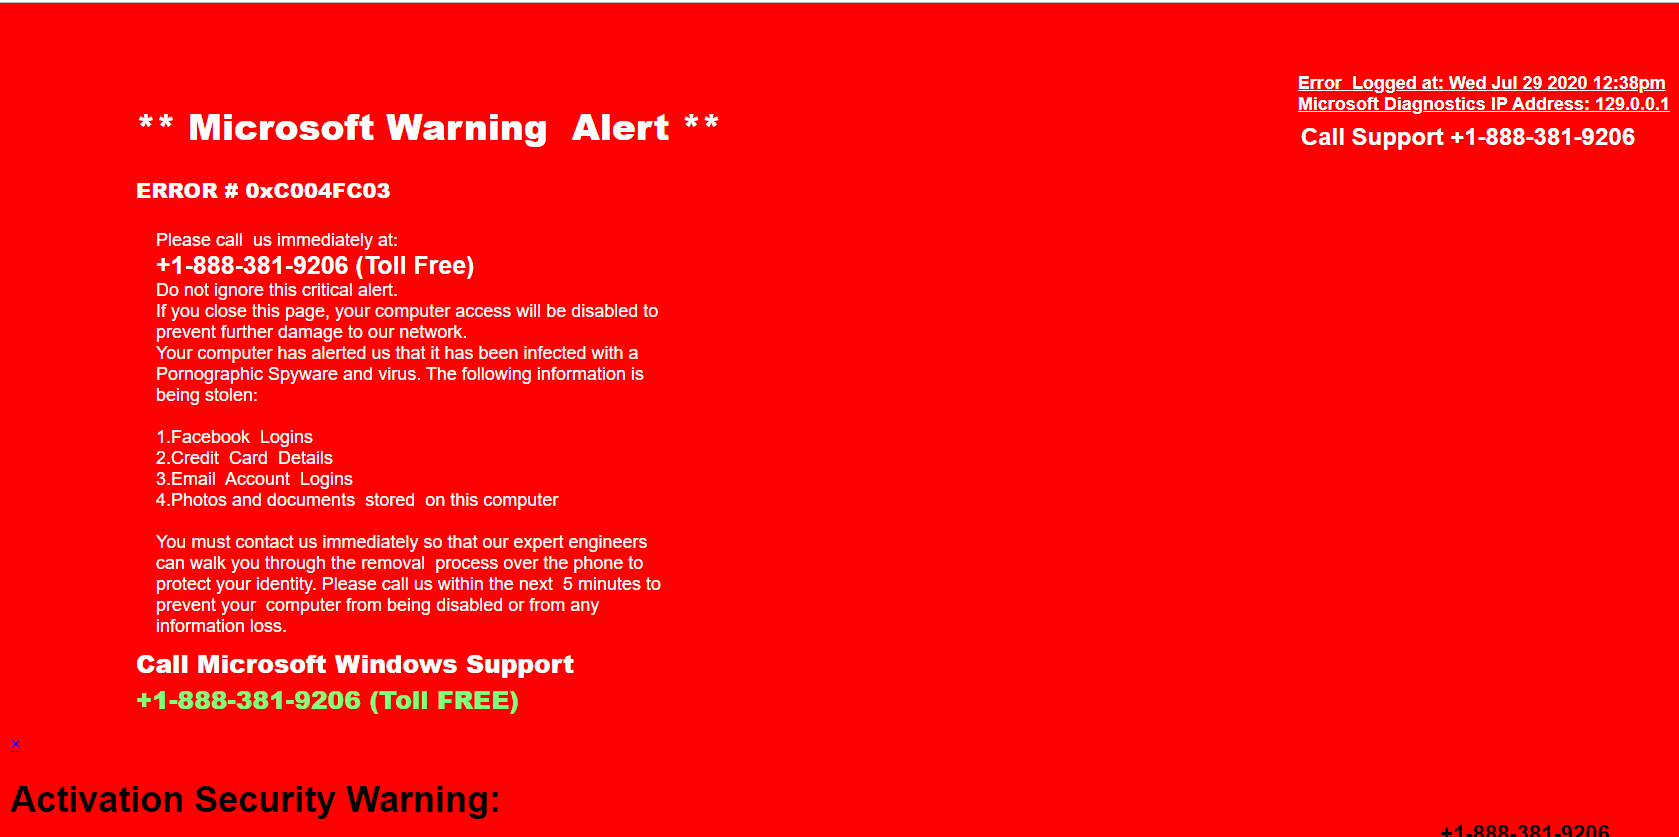 Error Logged at: Wed Jul 29 2020 12:38pm
Microsoft Diagnostics IP Address: 129.0.0.1
Call Support +1-888-381-9206
** Microsoft Warning Alert **
ERROR # 0xC004FC03
Please call us immediately at:
+1-888-381-9206 (Toll Free)
Do not ignore this critical alert.
If you close this page, your computer access will be disabled to
prevent further damage to our network.
Your computer has alerted us that it has been infected with a
Pornographic Spyware and virus. The following information is
being stolen:
1.Facebook Logins
2.Credit Card Details
3.Email Account Logins
4.Photos and documents stored on this computer
You must contact us immediately so that our expert engineers
can walk you through the removal process over the phone to
protect your identity. Please call us within the next 5 minutes to
prevent your computer from being disabled or from any
information loss.
Call Microsoft Windows Support
+1-888-381-9206 (Toll FREE)
×
Activation Security Warning:
+1-888-381-9206